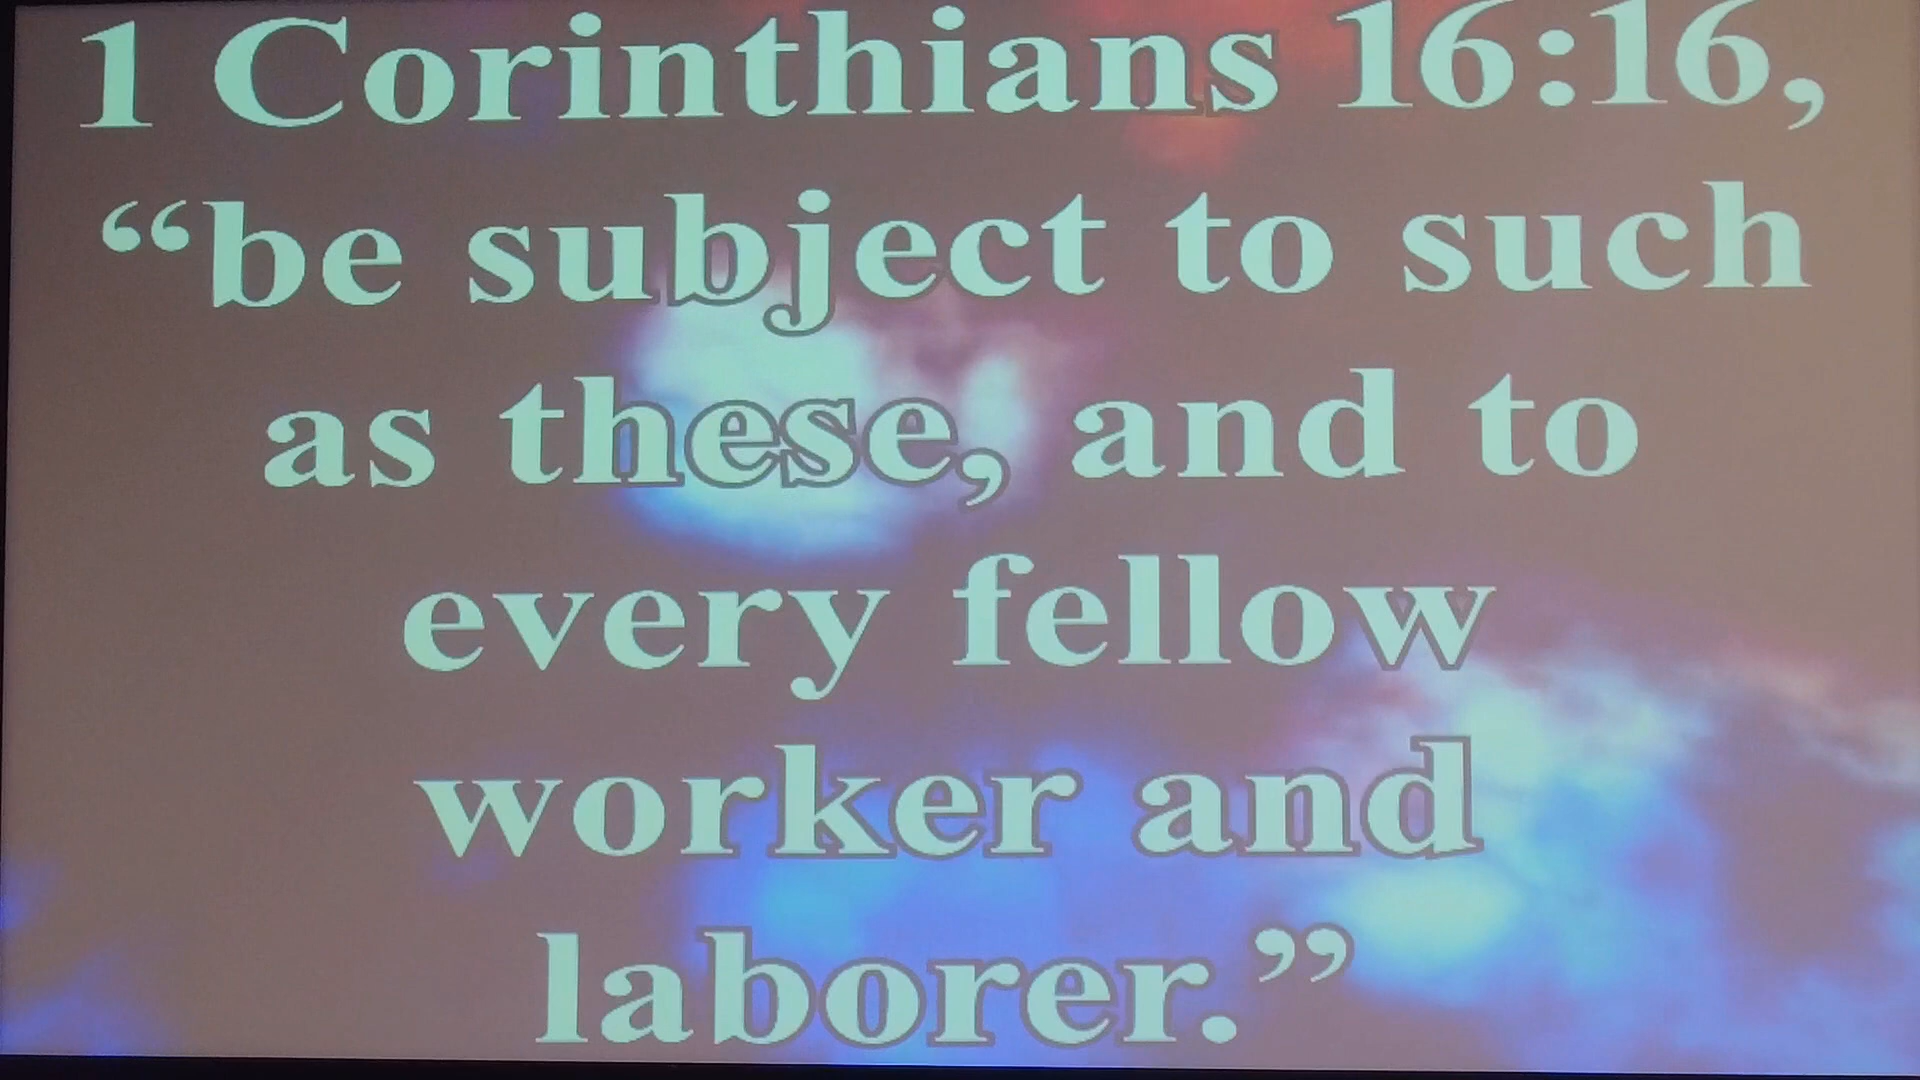 1 Corinthians 16:16,
“be subject to such
as these, and to
every fellow
worker and
laborer.”